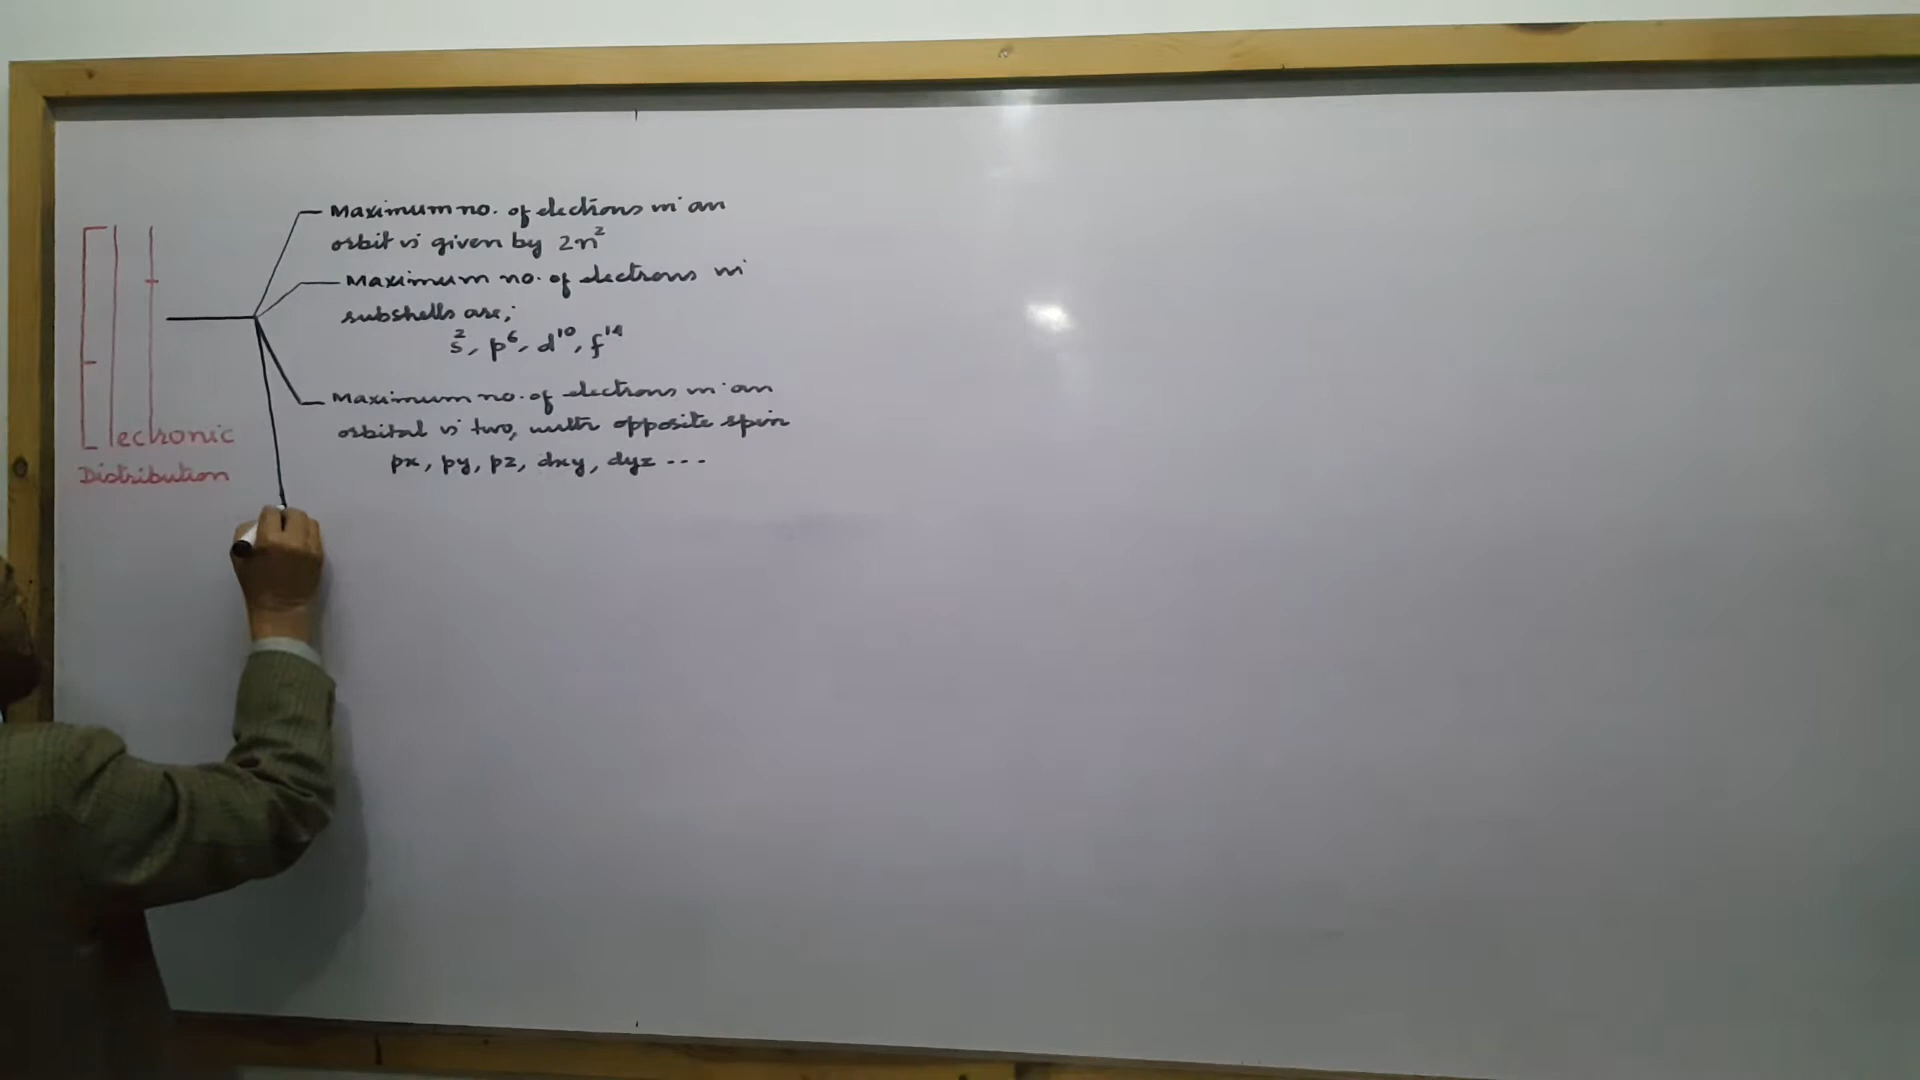 Electronic
Distribution
Maximum no. of electrons in an
orbit is given by 2n²
Maximum no. of electrons in
subshells are;
s², p⁶, d¹⁰, f¹⁴
Maximum no. of electrons in an
orbital is two, with opposite spin
px, py, pz, dxy, dyz ---